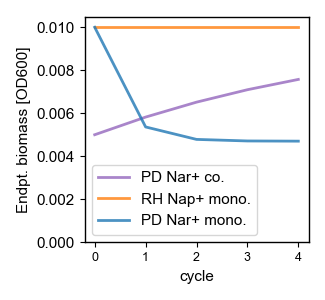 Endpt. biomass [OD600]
0.010
0.008
0.006
0.004
0.002
0.000
PD Nar+ co.
RH Nap+ mono.
PD Nar+ mono.
0 1 2 3 4
cycle